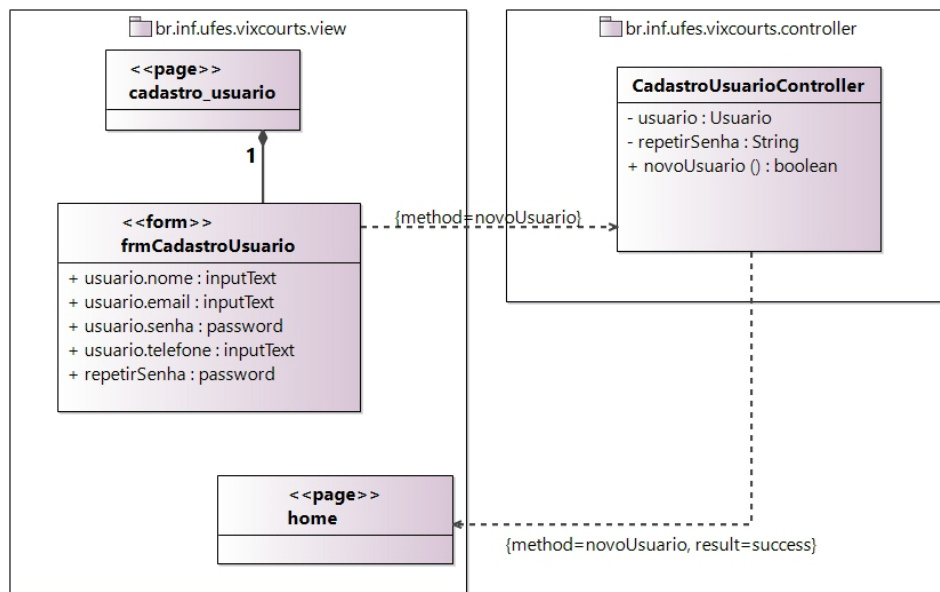 br.inf.ufes.vixcourts.view
<<page>>
cadastro_usuario
1
<<form>>
frmCadastroUsuario
+ usuario.nome : inputText
+ usuario.email : inputText
+ usuario.senha : password
+ usuario.telefone : inputText
+ repetirSenha : password
{method=novoUsuario}
br.inf.ufes.vixcourts.controller
CadastroUsuarioController
- usuario : Usuario
- repetirSenha : String
+ novoUsuario () : boolean
<<page>>
home
{method=novoUsuario, result=success}